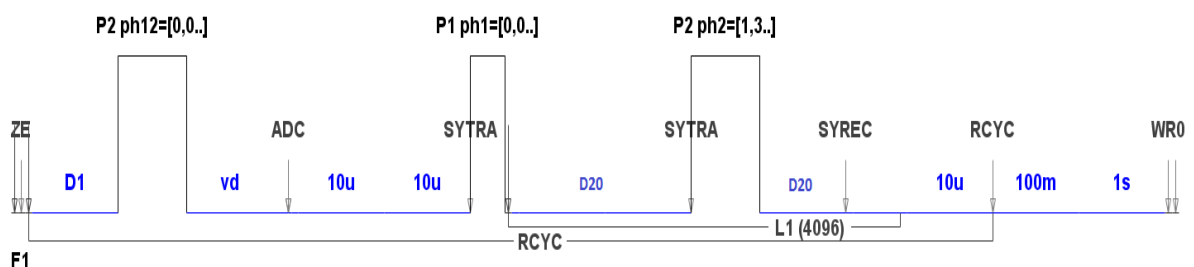 P2 ph12=[0,0..] P1 ph1=[0,0..] P2 ph2=[1,3..]
ZE ADC SYTRA SYTRA SYREC RCYC WR0
D1 vd 10u 10u D20 D20 10u 100m 1s
L1 (4096)
RCYC
F1